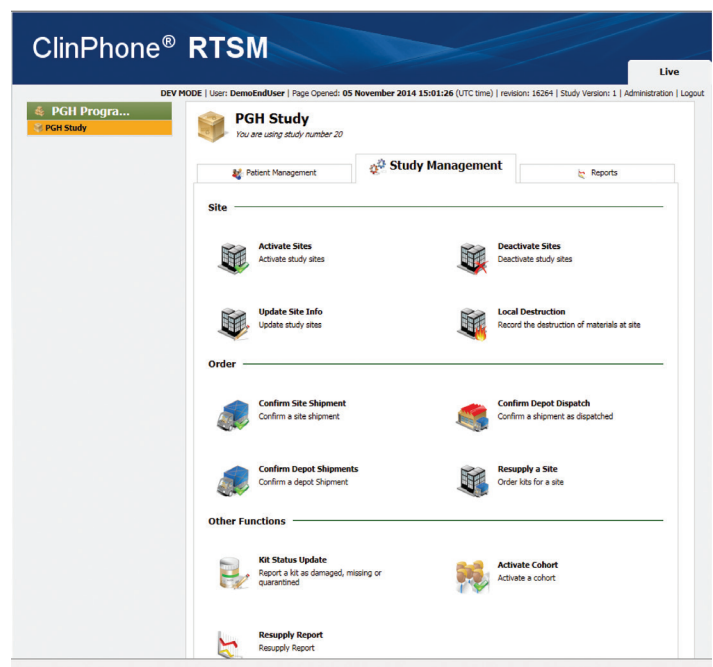 ClinPhone® RTSM
Live
DEV MODE | User: DemoEndUser | Page Opened: 05 November 2014 15:01:26 (UTC time) | revision: 16264 | Study Version: 1 | Administration | Logout
PGH Progra...
PGH Study
PGH Study
You are using study number 20
Patient Management
Study Management
Reports
Site
Activate Sites
Activate study sites
Deactivate Sites
Deactivate study sites
Update Site Info
Update study sites
Local Destruction
Record the destruction of materials at site
Order
Confirm Site Shipment
Confirm a site shipment
Confirm Depot Dispatch
Confirm a shipment as dispatched
Confirm Depot Shipments
Confirm a depot Shipment
Resupply a Site
Order kits for a site
Other Functions
Kit Status Update
Report a kit as damaged, missing or
quarantined
Activate Cohort
Activate a cohort
Resupply Report
Resupply Report